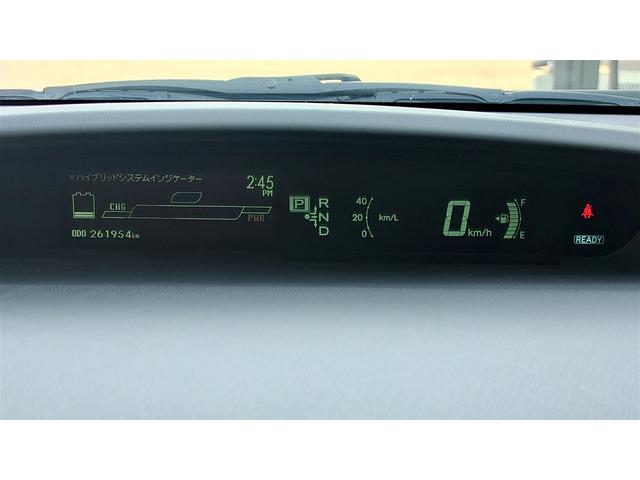 ※ハイブリッドシステムインジケーター
2:45
PM
CHG
PWR
ODO 261954km
P
R
N
D
40
20
0
km/L
0 km/h
F
E
READY